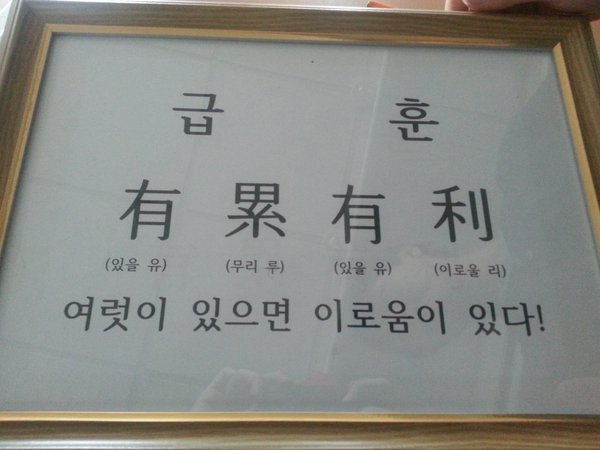 급 훈
有 累 有 利
(있을 유) (무리 루) (있을 유) (이로울 리)
여럿이 있으면 이로움이 있다!